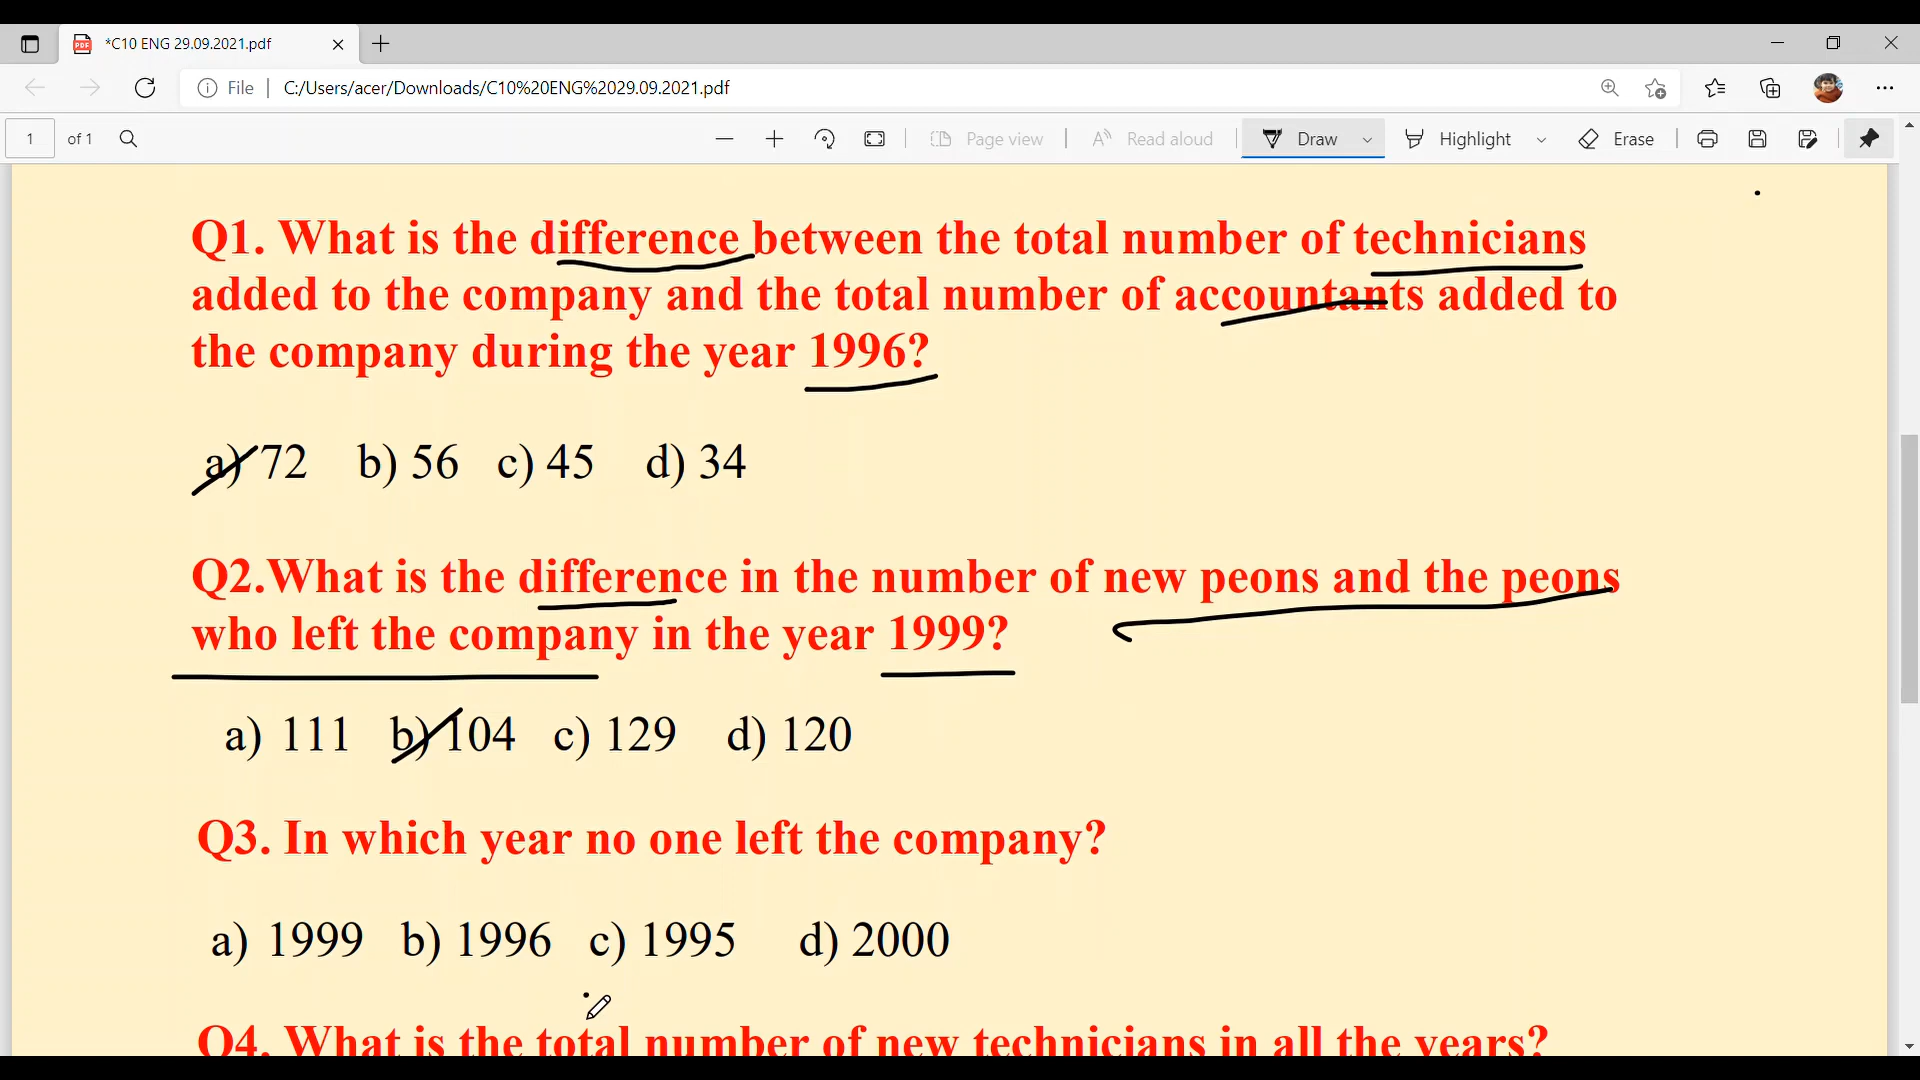 *C10 ENG 29.09.2021.pdf
File
C:/Users/acer/Downloads/C10%20ENG%2029.09.2021.pdf
1 of 1 Page view Read aloud Draw Highlight Erase
Q1. What is the difference between the total number of technicians
added to the company and the total number of accountants added to
the company during the year 1996?
a) 72 b) 56 c) 45 d) 34
Q2.What is the difference in the number of new peons and the peons
who left the company in the year 1999?
a) 111 b) 104 c) 129 d) 120
Q3. In which year no one left the company?
a) 1999 b) 1996 c) 1995 d) 2000
Q4. What is the total number of new technicians in all the years?